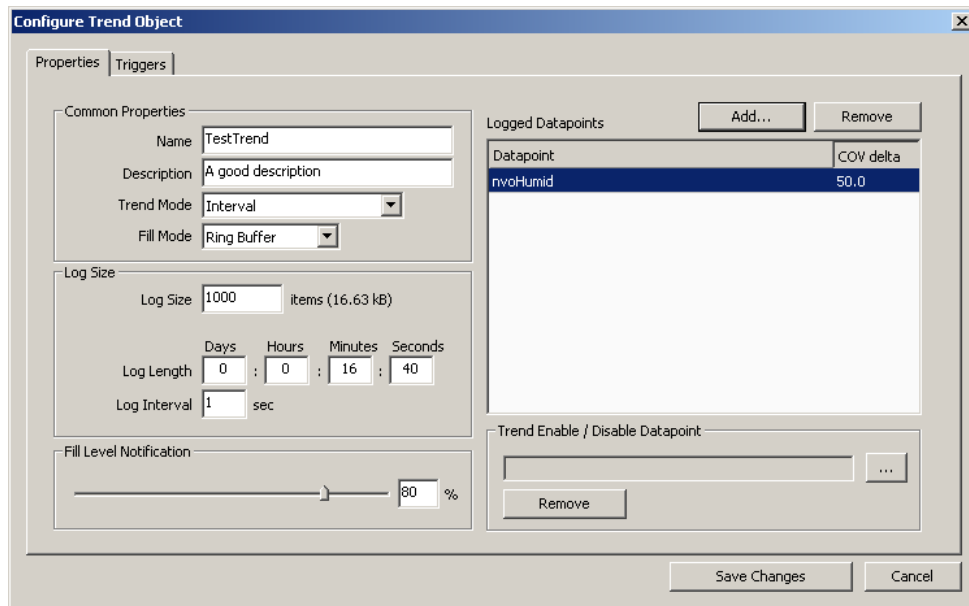 Configure Trend Object
Properties
Triggers
Common Properties
Name TestTrend
Description A good description
Trend Mode Interval
Fill Mode Ring Buffer
Log Size
Log Size 1000 items (16.63 kB)
Days Hours Minutes Seconds
Log Length 0 : 0 : 16 : 40
Log Interval 1 sec
Fill Level Notification
80 %
Logged Datapoints
Add...
Remove
Datapoint COV delta
nvoHumid 50.0
Trend Enable / Disable Datapoint
...
Remove
Save Changes
Cancel